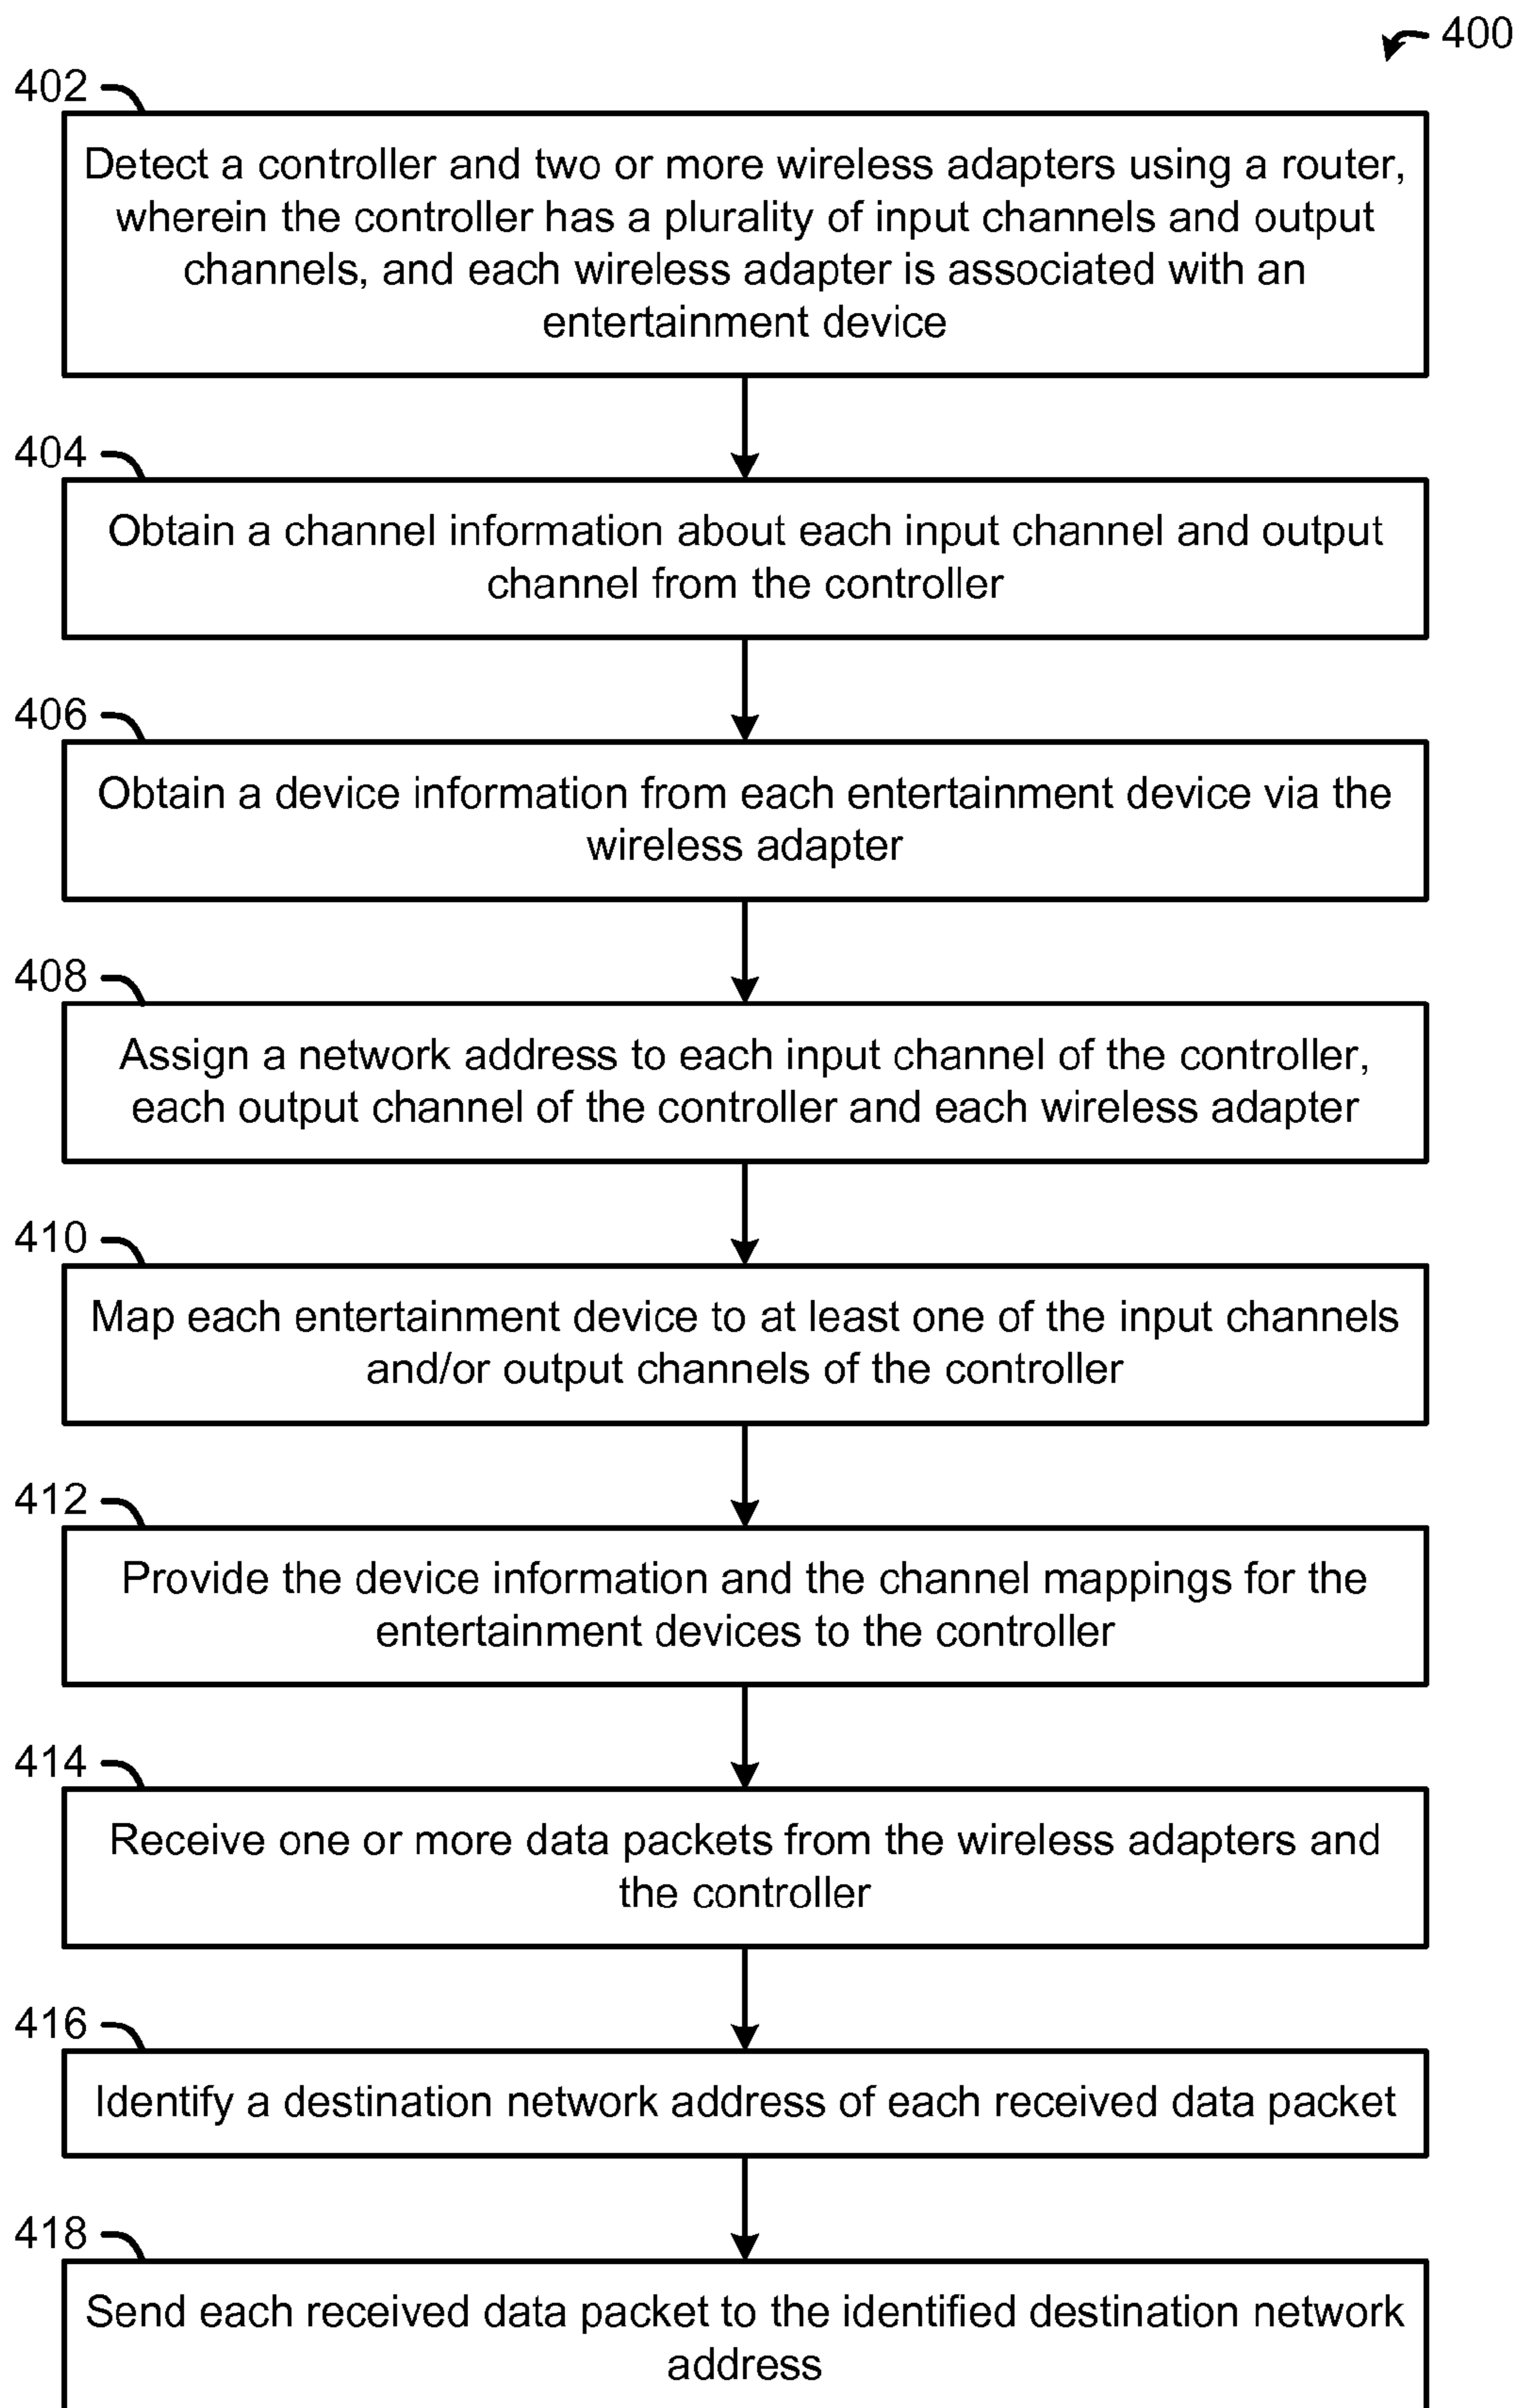 400
402
Detect a controller and two or more wireless adapters using a router,
wherein the controller has a plurality of input channels and output
channels, and each wireless adapter is associated with an
entertainment device
404
Obtain a channel information about each input channel and output
channel from the controller
406
Obtain a device information from each entertainment device via the
wireless adapter
408
Assign a network address to each input channel of the controller,
each output channel of the controller and each wireless adapter
410
Map each entertainment device to at least one of the input channels
and/or output channels of the controller
412
Provide the device information and the channel mappings for the
entertainment devices to the controller
414
Receive one or more data packets from the wireless adapters and
the controller
416
Identify a destination network address of each received data packet
418
Send each received data packet to the identified destination network
address